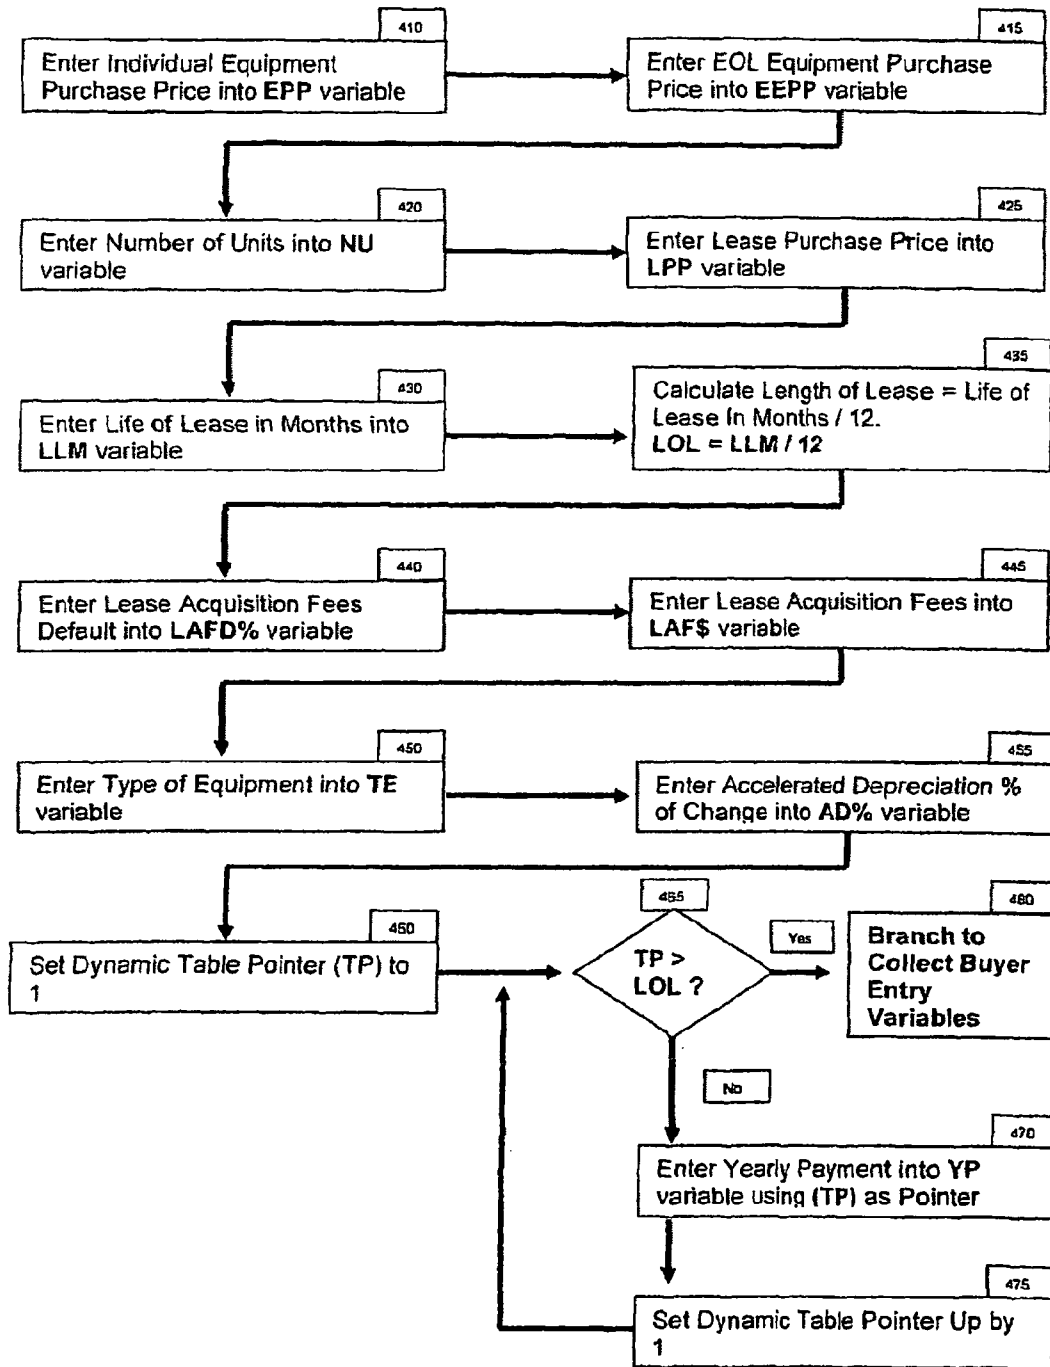 410
Enter Individual Equipment
Purchase Price into EPP variable
415
Enter EOL Equipment Purchase
Price into EEPP variable
420
Enter Number of Units into NU
variable
425
Enter Lease Purchase Price into
LPP variable
430
Enter Life of Lease in Months into
LLM variable
435
Calculate Length of Lease = Life of
Lease In Months / 12.
LOL = LLM / 12
440
Enter Lease Acquisition Fees
Default into LAFD% variable
445
Enter Lease Acquisition Fees into
LAF$ variable
450
Enter Type of Equipment into TE
variable
455
Enter Accelerated Depreciation %
of Change into AD% variable
460
Set Dynamic Table Pointer (TP) to
1
465
TP >
LOL ?
Yes
480
Branch to
Collect Buyer
Entry
Variables
No
470
Enter Yearly Payment into YP
variable using (TP) as Pointer
475
Set Dynamic Table Pointer Up by
1